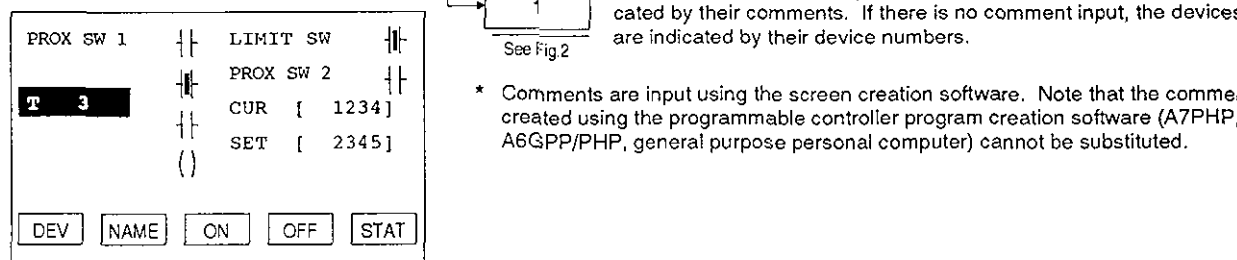 PROX SW 1 LIMIT SW
PROX SW 2
T 3 CUR [ 1234]
SET [ 2345]
( )
DEV NAME ON OFF STAT
1
See Fig.2
cated by their comments. If there is no comment input, the devices
are indicated by their device numbers.
* Comments are input using the screen creation software. Note that the comme
created using the programmable controller program creation software (A7PHP,
A6GPP/PHP, general purpose personal computer) cannot be substituted.